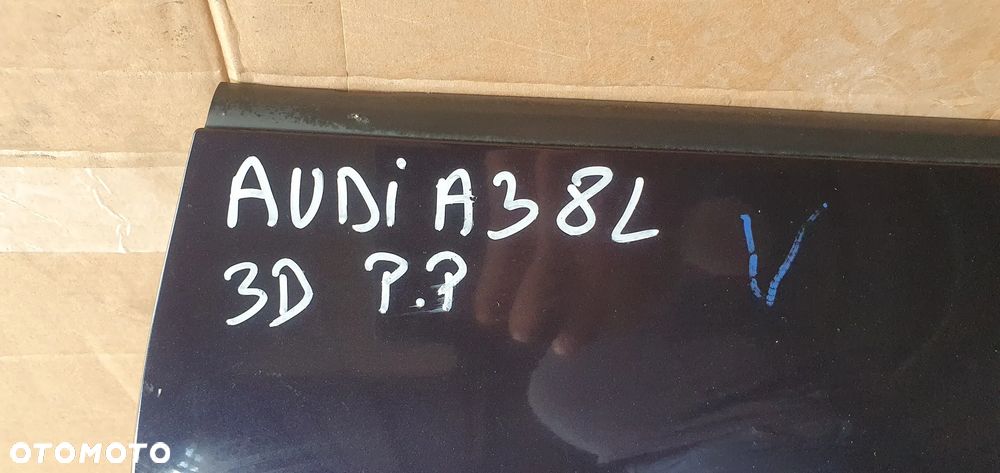 AUDi A3 8L
V
3D P.P
OTOMOTO